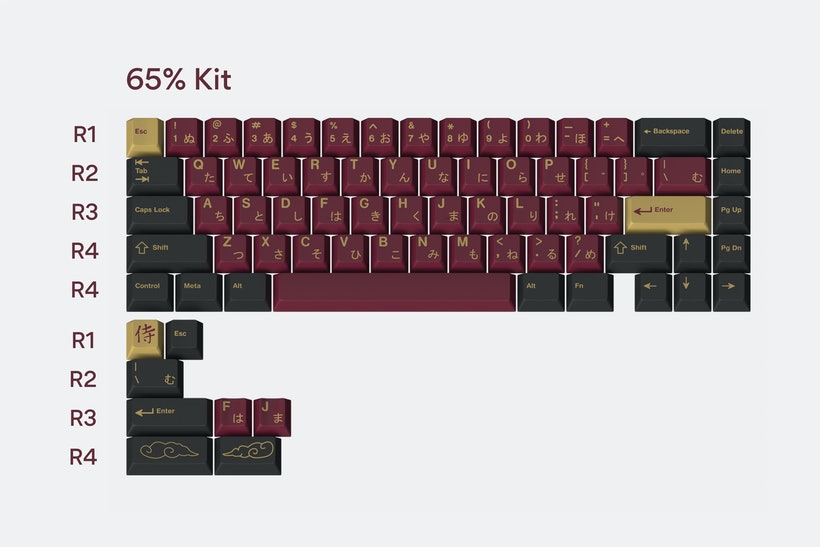 65% Kit
R1 Esc ! 1 ぬ @ 2 ふ # 3 あ $ 4 う % 5 え ^ 6 お & 7 や * 8 ゆ ( 9 よ ) 0 わ _ - ほ + = へ ← Backspace Delete
R2 Tab Q た W て E い R す T か Y ん U な I に O ら P せ { [ ゛ } ] ゜ | \ む Home
R3 Caps Lock A ち S と D し F は G き H く J ま K の L り : ; れ " ' け Enter Pg Up
R4 Shift Z つ X さ C そ V ひ B こ N み M も < , ね > . る ? / め Shift ↑ Pg Dn
R4 Control Meta Alt Alt Fn ← ↓ →
R1 侍 Esc
R2 | \ む
R3 Enter F は J ま
R4